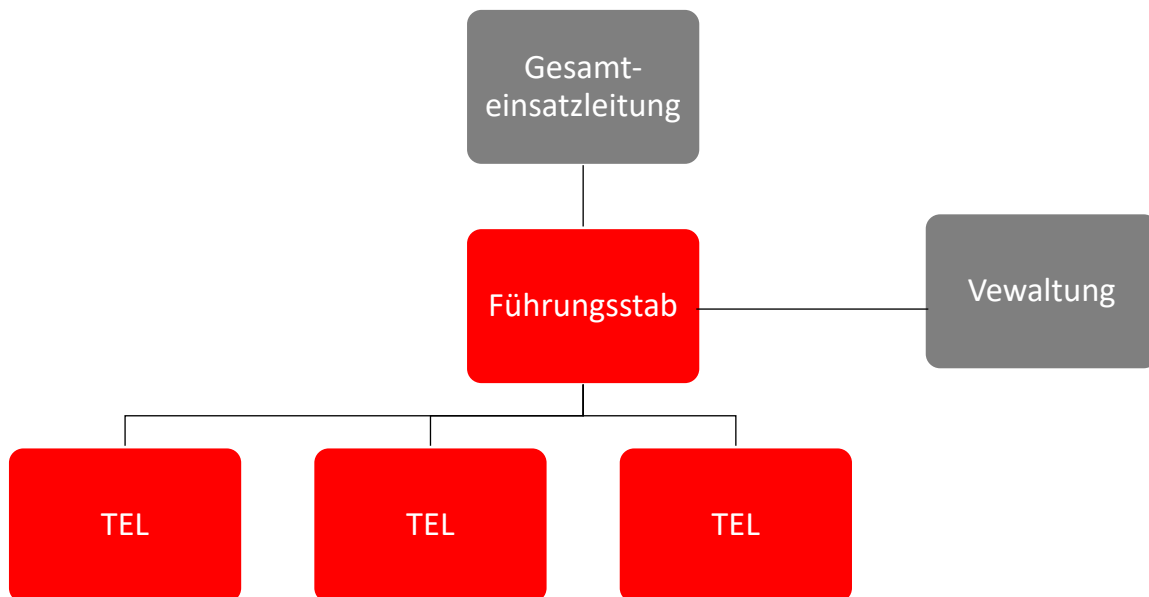 Gesamt-
einsatzleitung
Führungsstab
Vewaltung
TEL
TEL
TEL